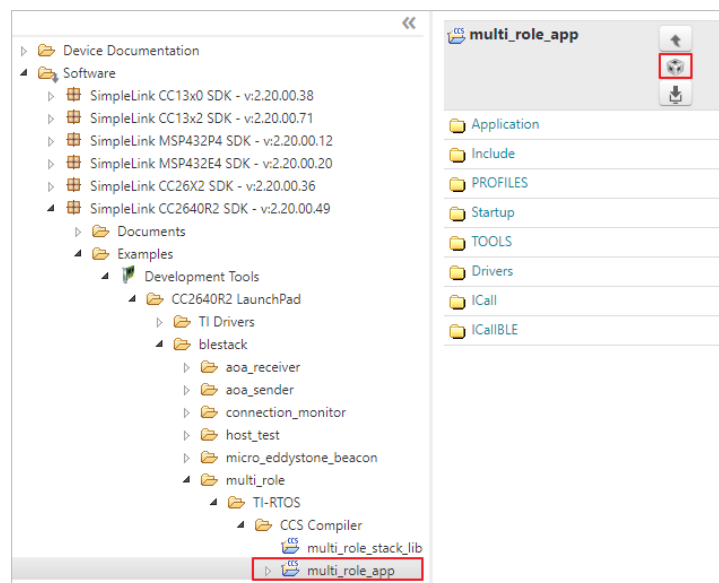 Device Documentation
Software
SimpleLink CC13x0 SDK - v:2.20.00.38
SimpleLink CC13x2 SDK - v:2.20.00.71
SimpleLink MSP432P4 SDK - v:2.20.00.12
SimpleLink MSP432E4 SDK - v:2.20.00.20
SimpleLink CC26X2 SDK - v:2.20.00.36
SimpleLink CC2640R2 SDK - v:2.20.00.49
Documents
Examples
Development Tools
CC2640R2 LaunchPad
TI Drivers
blestack
aoa_receiver
aoa_sender
connection_monitor
host_test
micro_eddystone_beacon
multi_role
TI-RTOS
CCS Compiler
CCS
multi_role_stack_lib
CCS
multi_role_app
CCS
multi_role_app
Application
Include
PROFILES
Startup
TOOLS
Drivers
ICall
ICallBLE